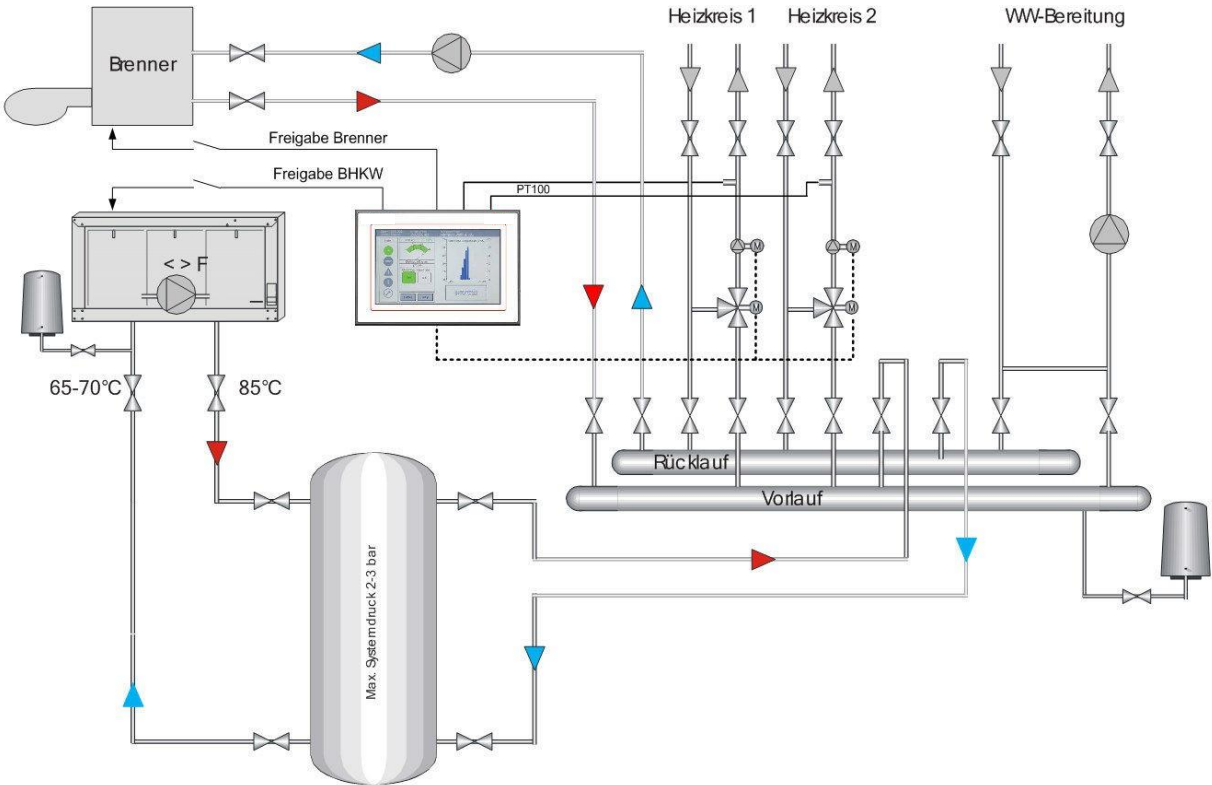 Heizkreis 1
Heizkreis 2
WW-Bereitung
Brenner
Freigabe Brenner
Freigabe BHKW
PT100
M
M
< > F
M
M
65-70°C
85°C
Rücklauf
Vorlauf
Max. Systemdruck 2-3 bar